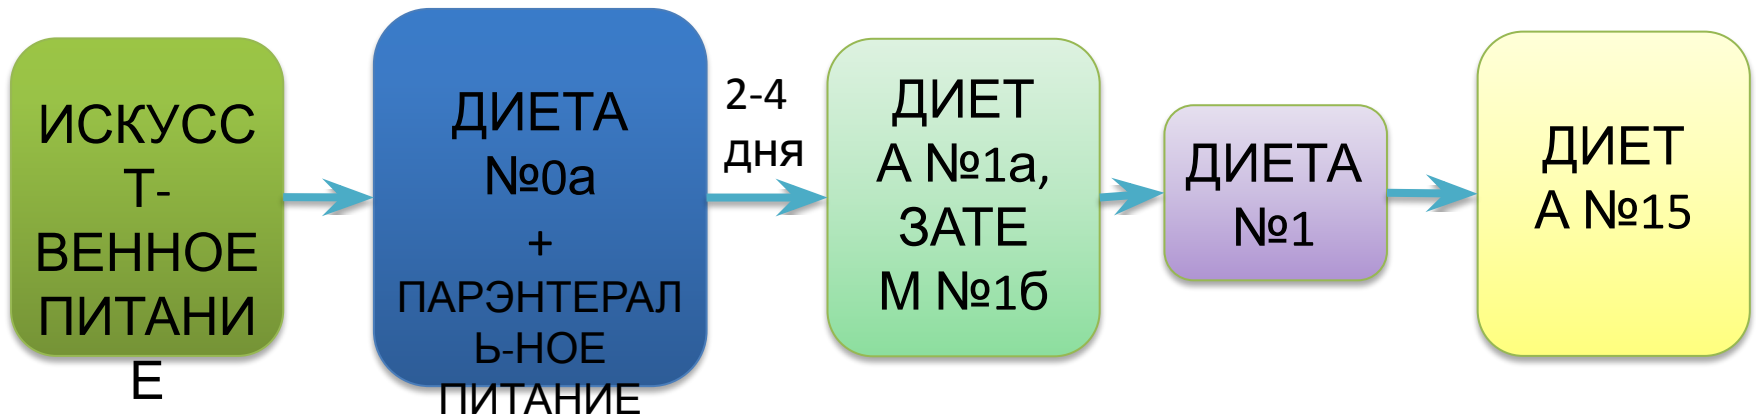 ИСКУСС
Т-
ВЕННОЕ
ПИТАНИ
Е
ДИЕТА
№0а
+
ПАРЭНТЕРАЛ
Ь-НОЕ
ПИТАНИЕ
2-4
дня
ДИЕТ
А №1а,
ЗАТЕ
М №1б
ДИЕТА
№1
ДИЕТ
А №15